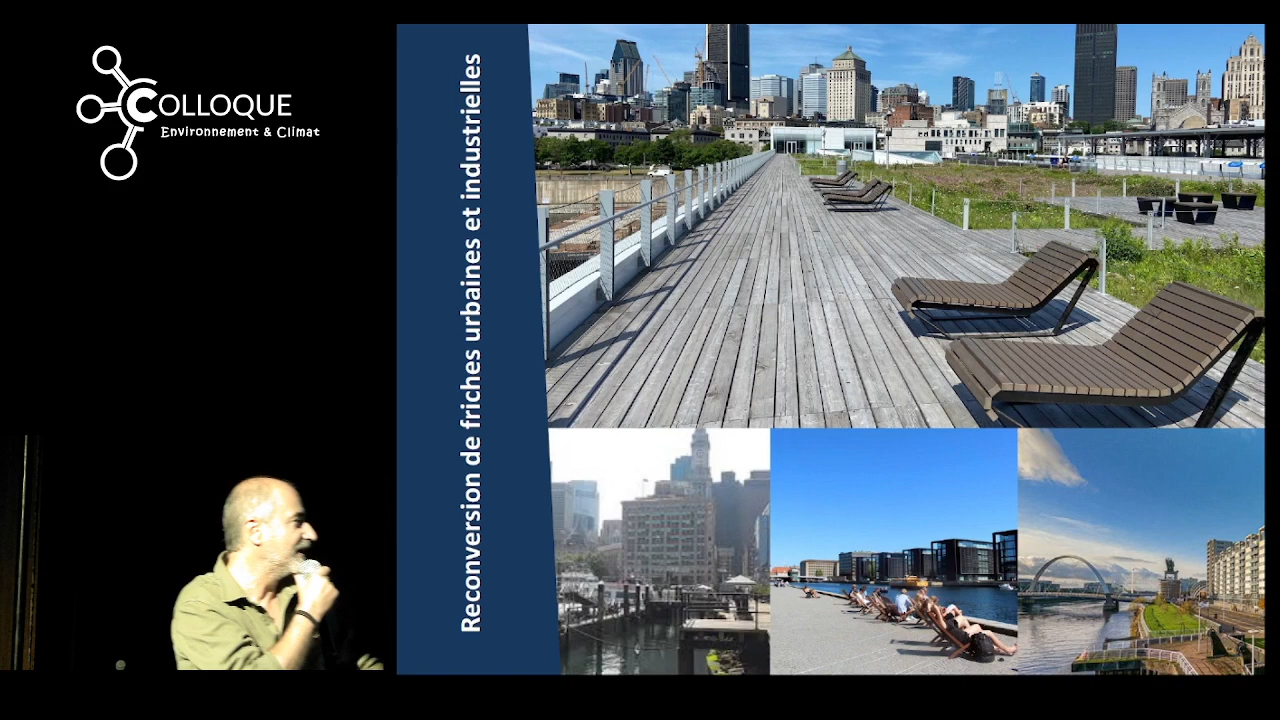 COLLOQUE
Environnement & Climat
Reconversion de friches urbaines et industrielles